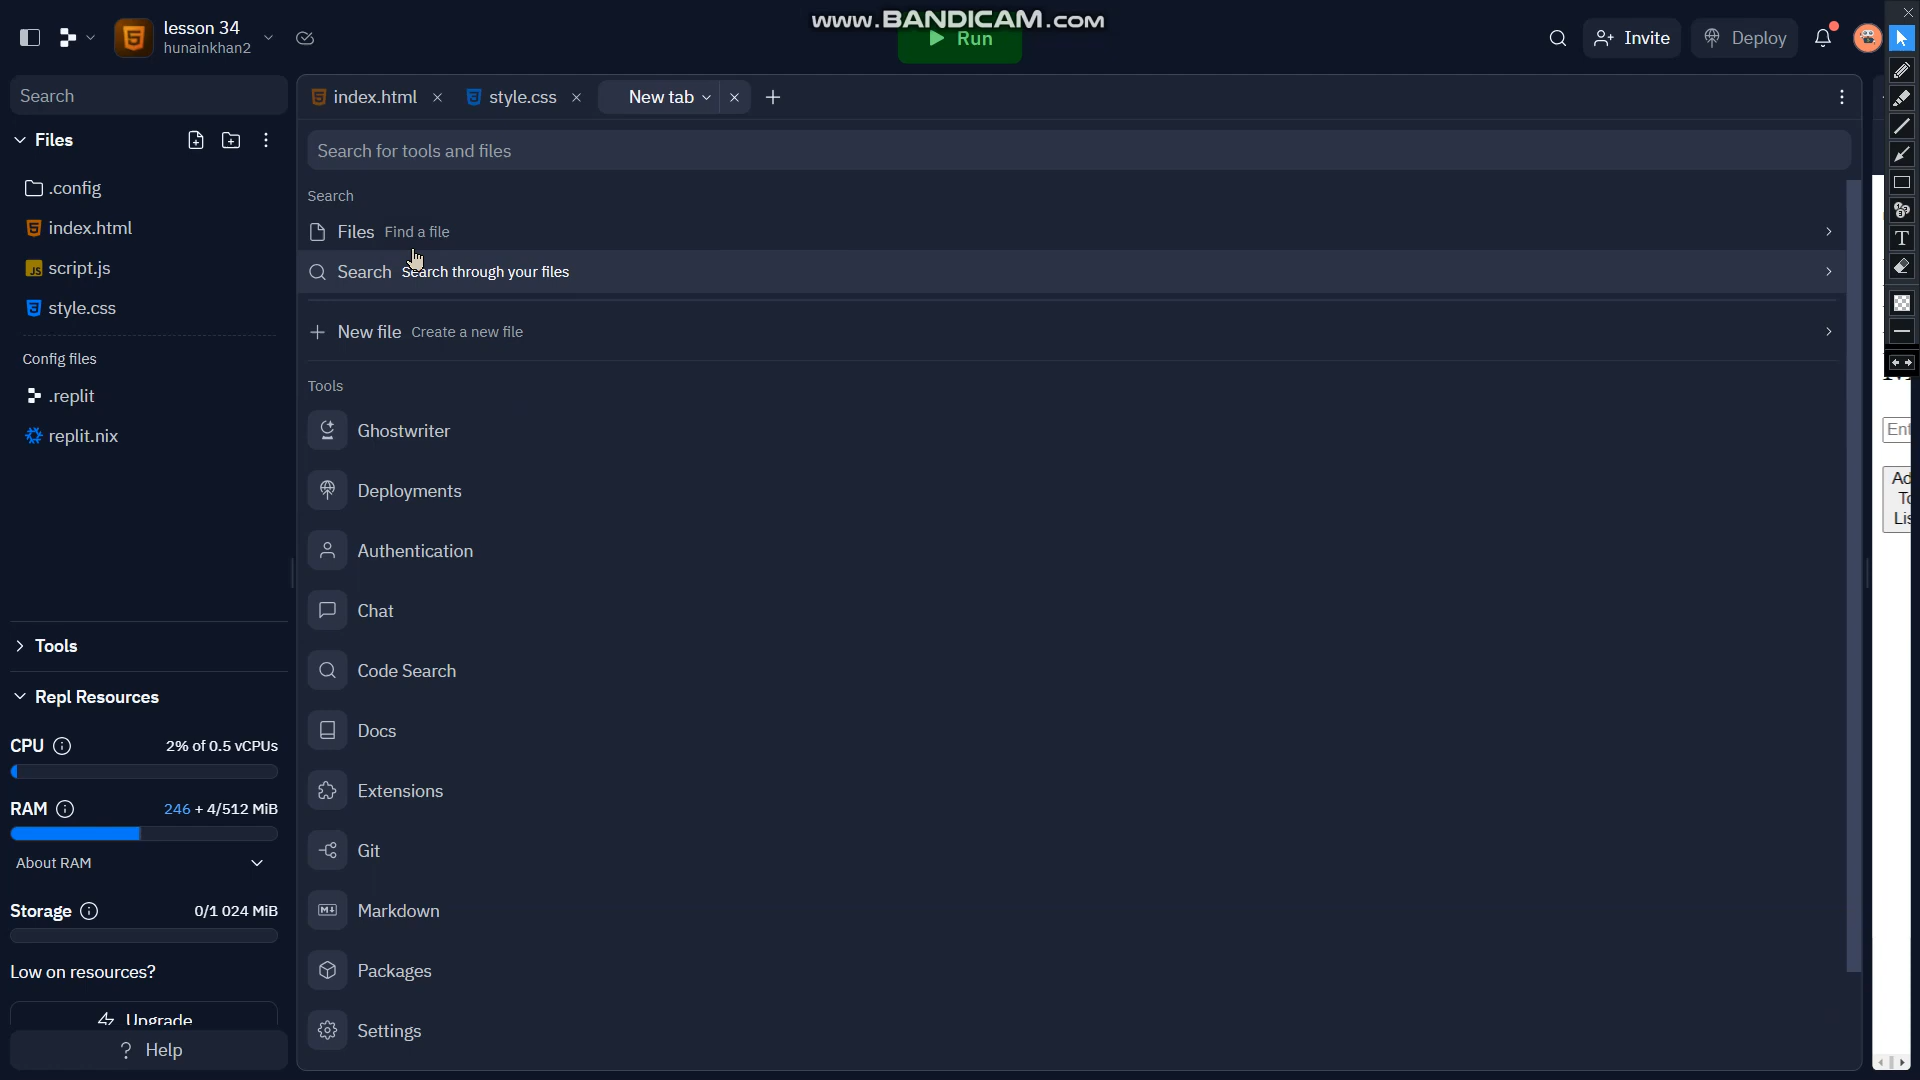 www.BANDICAM.com
lesson 34
hunainkhan2
Run
Invite
Deploy
Search
index.html
style.css
New tab
Files
Search for tools and files
.config
Search
index.html
Files Find a file
script.js
Search Search through your files
style.css
New file Create a new file
Config files
Tools
.replit
Ghostwriter
replit.nix
Ent
Deployments
Ad
To
Lis
Authentication
Chat
Tools
Code Search
Repl Resources
Docs
CPU
2% of 0.5 vCPUs
Extensions
RAM
246 + 4/512 MiB
Git
About RAM
Storage
0/1 024 MiB
Markdown
Low on resources?
Packages
Upgrade
Settings
Help